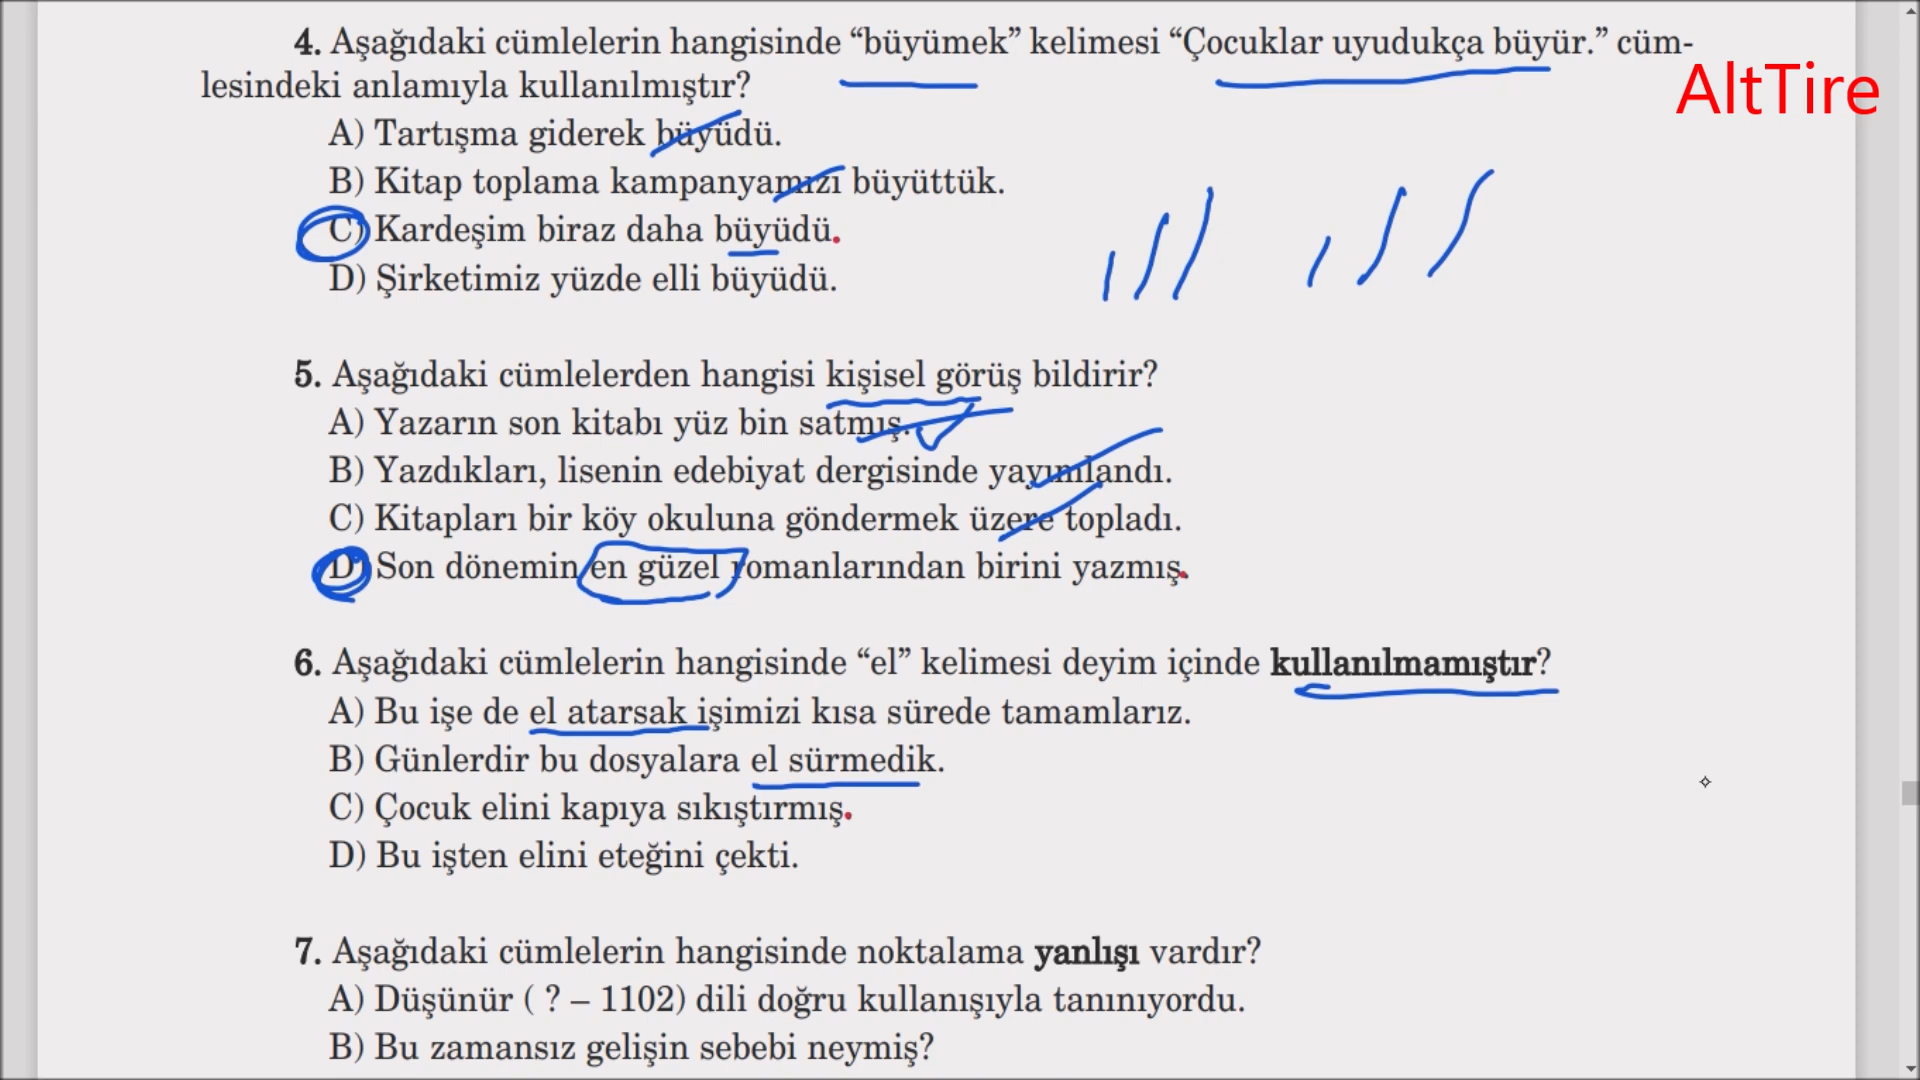 4. Aşağıdaki cümlelerin hangisinde “büyümek” kelimesi “Çocuklar uyudukça büyür.” cüm-
lesindeki anlamıyla kullanılmıştır?
AltTire
A) Tartışma giderek büyüdü.
B) Kitap toplama kampanyamızı büyüttük.
C) Kardeşim biraz daha büyüdü.
D) Şirketimiz yüzde elli büyüdü.
5. Aşağıdaki cümlelerden hangisi kişisel görüş bildirir?
A) Yazarın son kitabı yüz bin satmış.
B) Yazdıkları, lisenin edebiyat dergisinde yayımlandı.
C) Kitapları bir köy okuluna göndermek üzere topladı.
D) Son dönemin en güzel romanlarından birini yazmış.
6. Aşağıdaki cümlelerin hangisinde “el” kelimesi deyim içinde kullanılmamıştır?
A) Bu işe de el atarsak işimizi kısa sürede tamamlarız.
B) Günlerdir bu dosyalara el sürmedik.
C) Çocuk elini kapıya sıkıştırmış.
D) Bu işten elini eteğini çekti.
7. Aşağıdaki cümlelerin hangisinde noktalama yanlışı vardır?
A) Düşünür ( ? – 1102) dili doğru kullanışıyla tanınıyordu.
B) Bu zamansız gelişin sebebi neymiş?